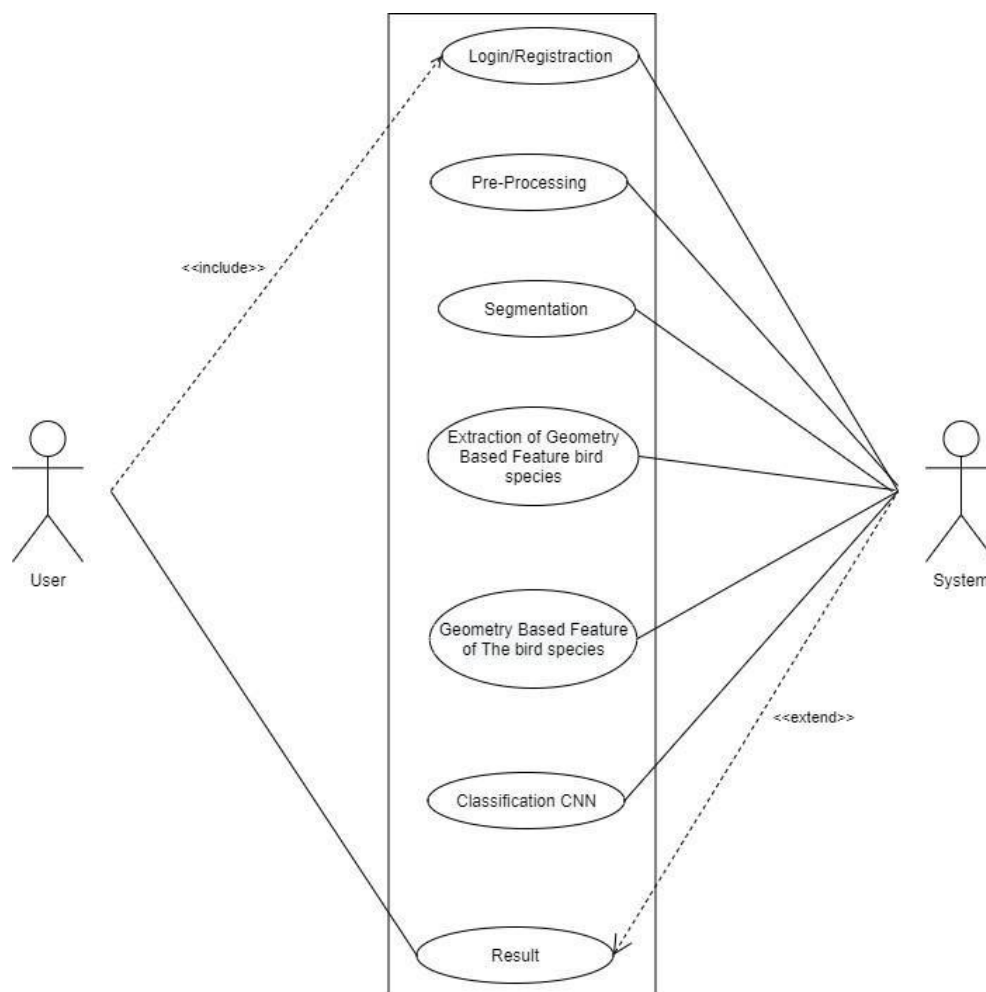 Login/Registraction
Pre-Processing
<<include>>
Segmentation
Extraction of Geometry
Based Feature bird
species
User
System
Geometry Based Feature
of The bird species
<<extend>>
Classification CNN
Result